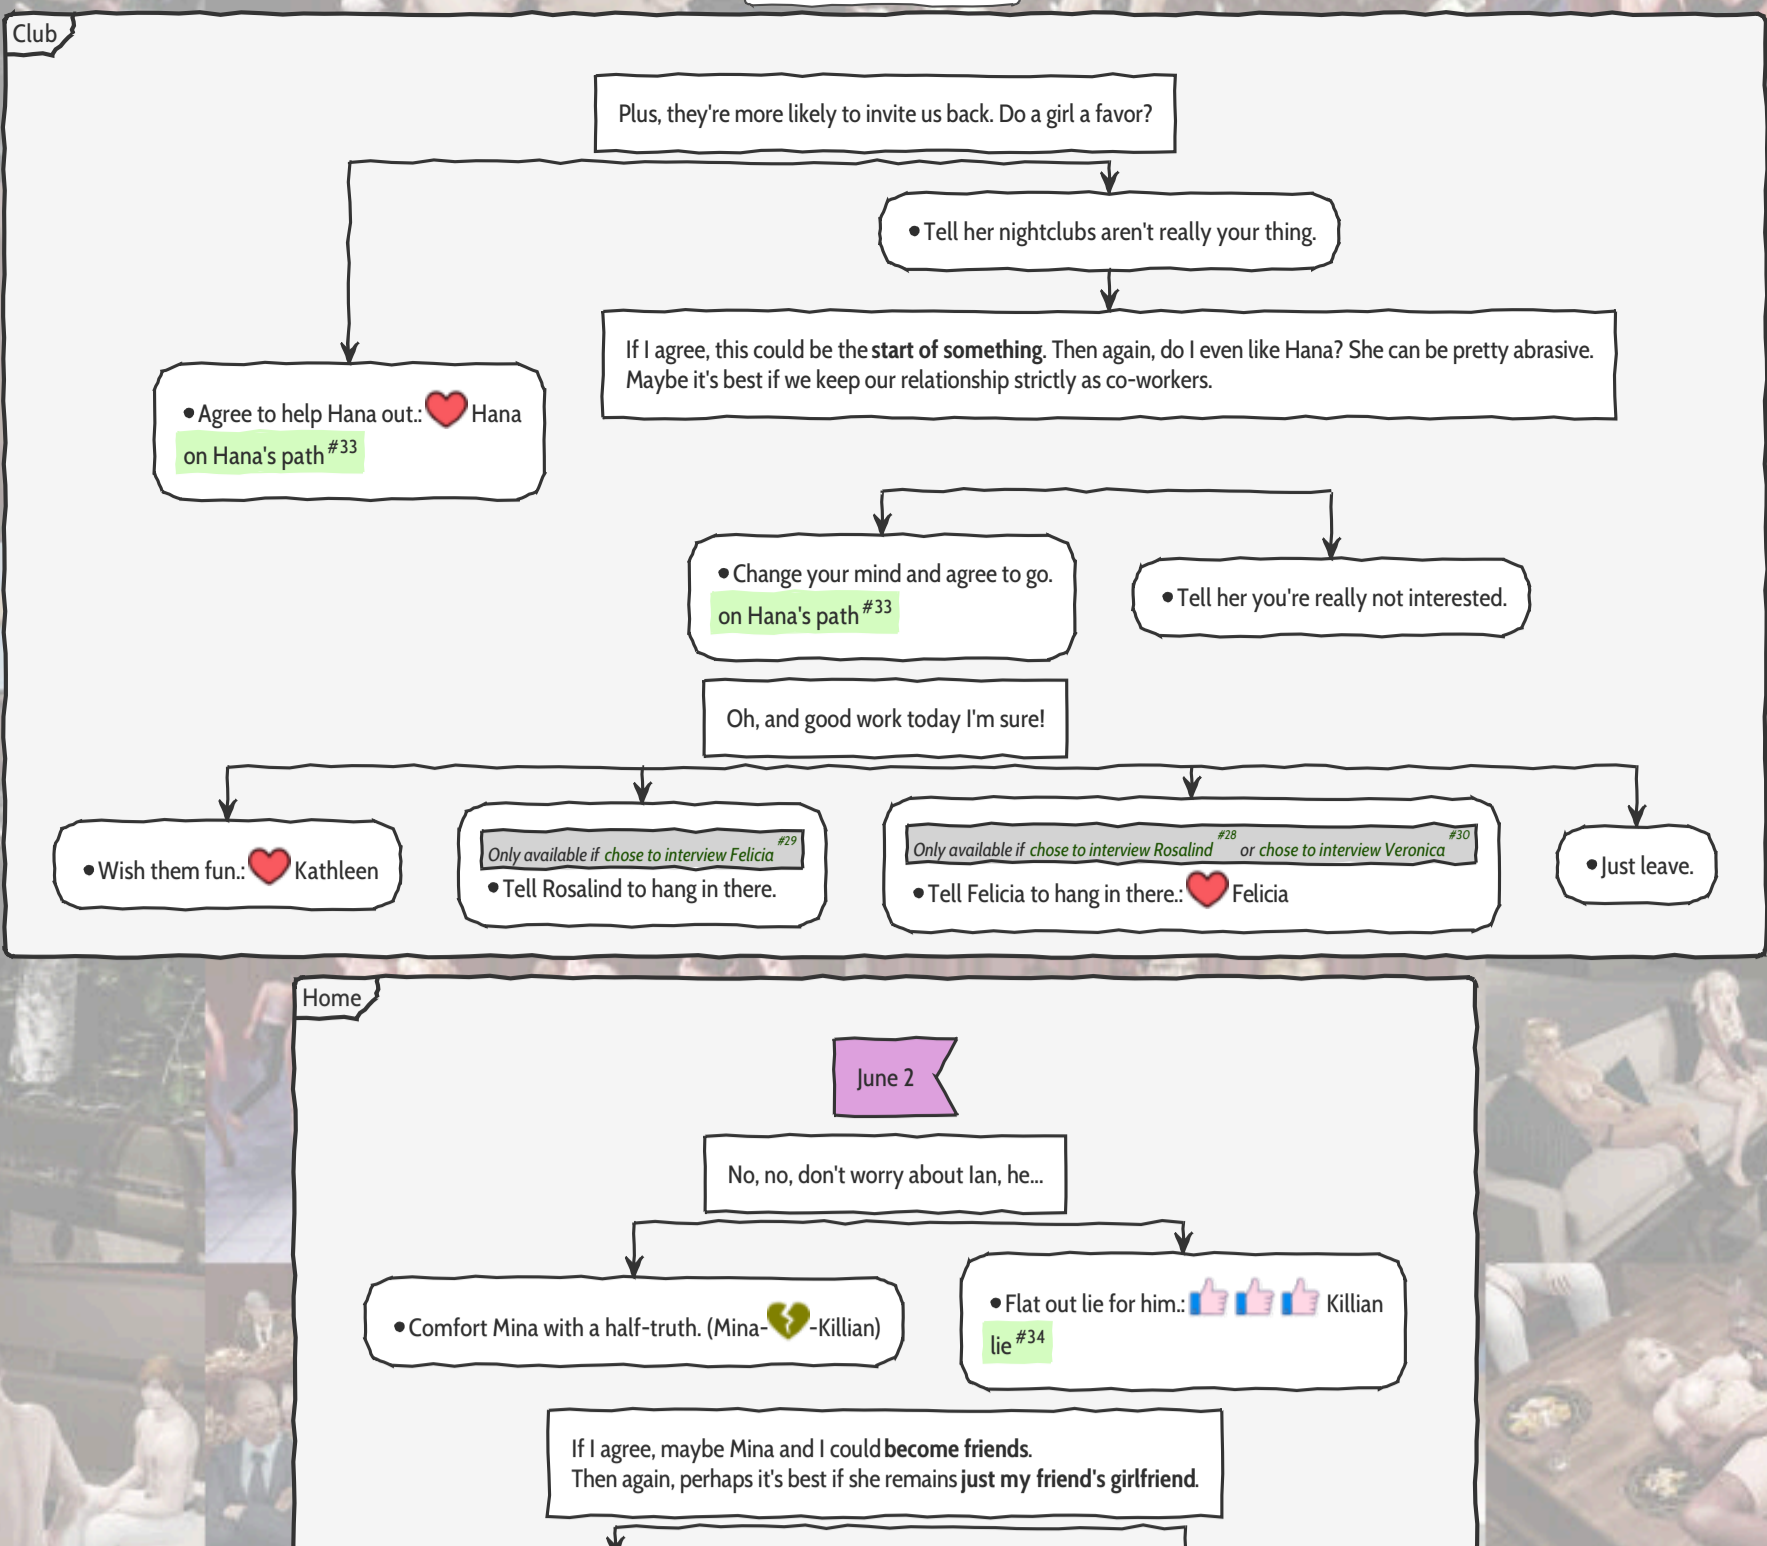 Club
Plus, they're more likely to invite us back. Do a girl a favor?
•Tell her nightclubs aren't really your thing.
If I agree, this could be the start of something. Then again, do I even like Hana? She can be pretty abrasive.
Maybe it's best if we keep our relationship strictly as co-workers.
•Agree to help Hana out.: Hana
on Hana's path #33
•Change your mind and agree to go.
on Hana's path #33
•Tell her you're really not interested.
Oh, and good work today I'm sure!
•Wish them fun.: Kathleen
Only available if chose to interview Felicia #29
•Tell Rosalind to hang in there.
Only available if chose to interview Rosalind #28 or chose to interview Veronica #30
•Tell Felicia to hang in there.: Felicia
•Just leave.
Home
June 2
No, no, don't worry about Ian, he...
•Comfort Mina with a half-truth. (Mina- -Killian)
•Flat out lie for him.: Killian
lie #34
If I agree, maybe Mina and I could become friends.
Then again, perhaps it's best if she remains just my friend's girlfriend.